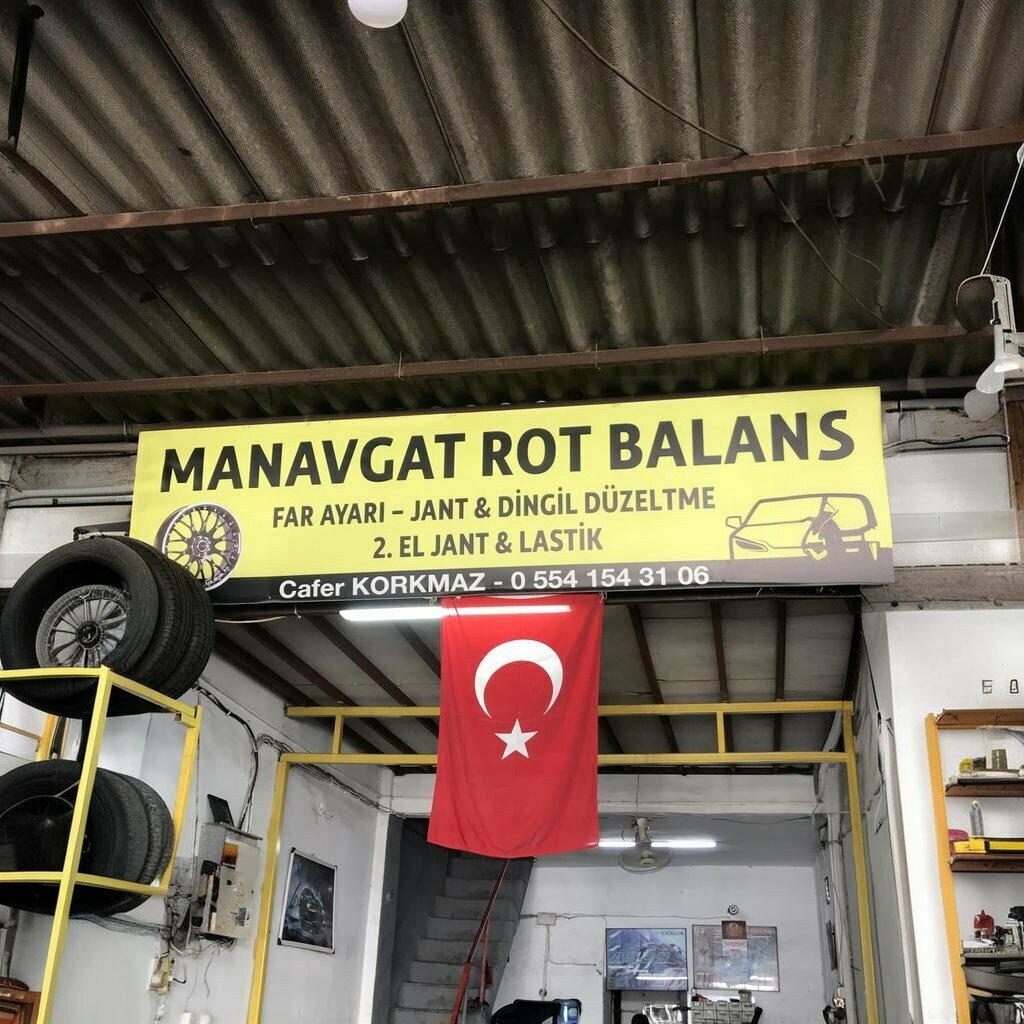 MANAVGAT ROT BALANS
FAR AYARI – JANT & DİNGİL DÜZELTME
2. EL JANT & LASTİK
Cafer KORKMAZ - 0 554 154 31 06